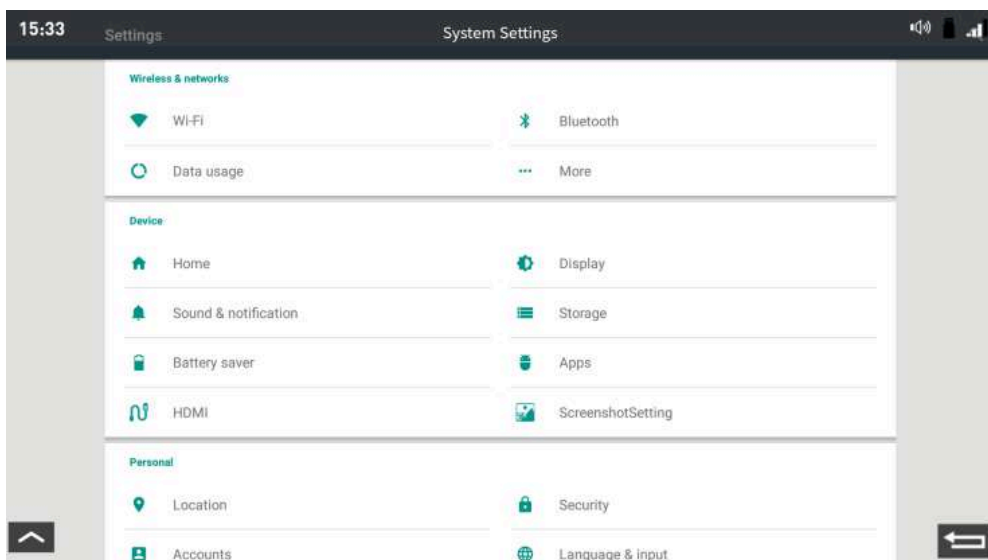 15:33 Settings System Settings
Wireless & networks
Wi-Fi Bluetooth
Data usage More
Device
Home Display
Sound & notification Storage
Battery saver Apps
HDMI ScreenshotSetting
Personal
Location Security
Accounts Language & input